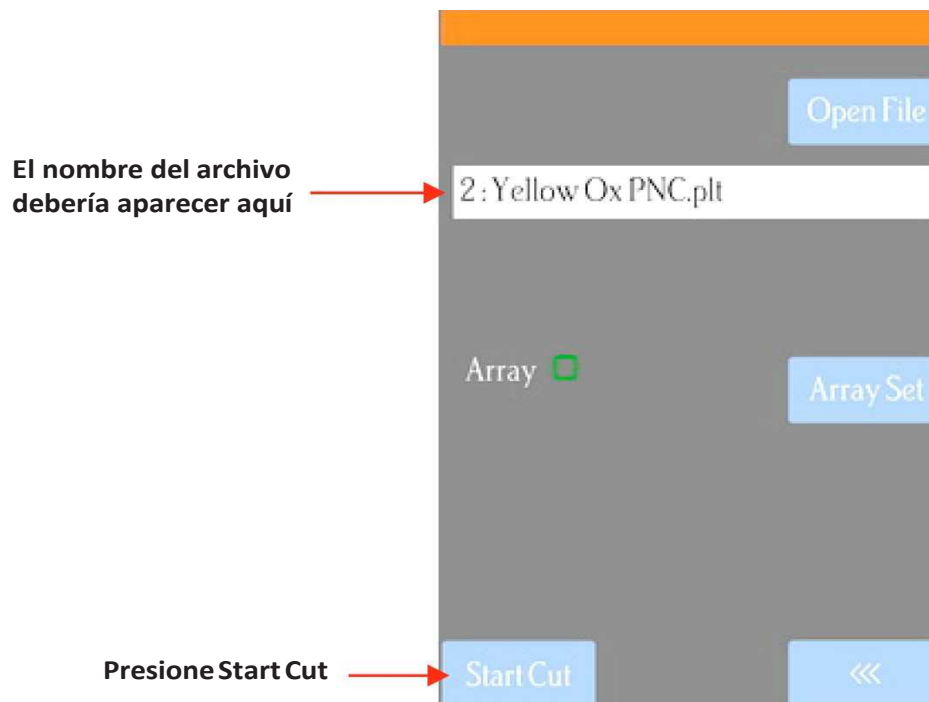 Open File
El nombre del archivo
debería aparecer aquí
2 : Yellow Ox PNC.plt
Array
Array Set
Presione Start Cut
Start Cut
<<<